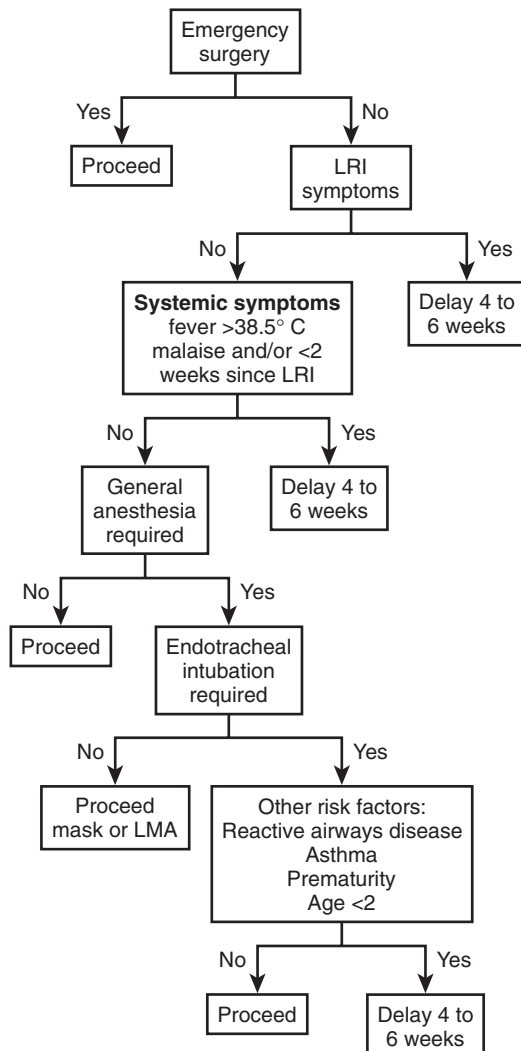 Emergency
surgery
Yes
No
Proceed
LRI
symptoms
No
Yes
Systemic symptoms
fever >38.5° C
malaise and/or <2
weeks since LRI
Delay 4 to
6 weeks
No
Yes
General
anesthesia
required
Delay 4 to
6 weeks
No
Yes
Proceed
Endotracheal
intubation
required
No
Yes
Proceed
mask or LMA
Other risk factors:
Reactive airways disease
Asthma
Prematurity
Age <2
No
Yes
Proceed
Delay 4 to
6 weeks